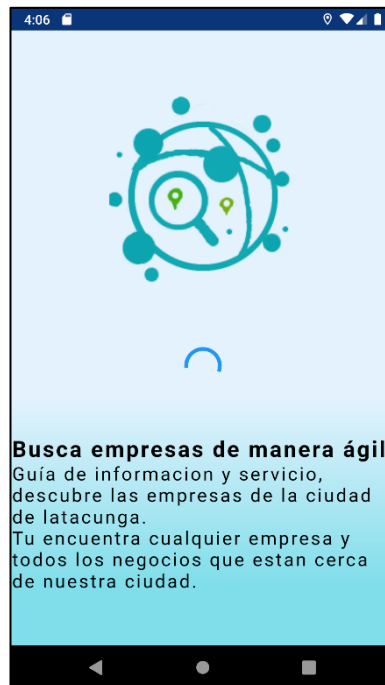 4:06
Busca empresas de manera ágil
Guía de informacion y servicio,
descubre las empresas de la ciudad
de latacunga.
Tu encuentra cualquier empresa y
todos los negocios que estan cerca
de nuestra ciudad.